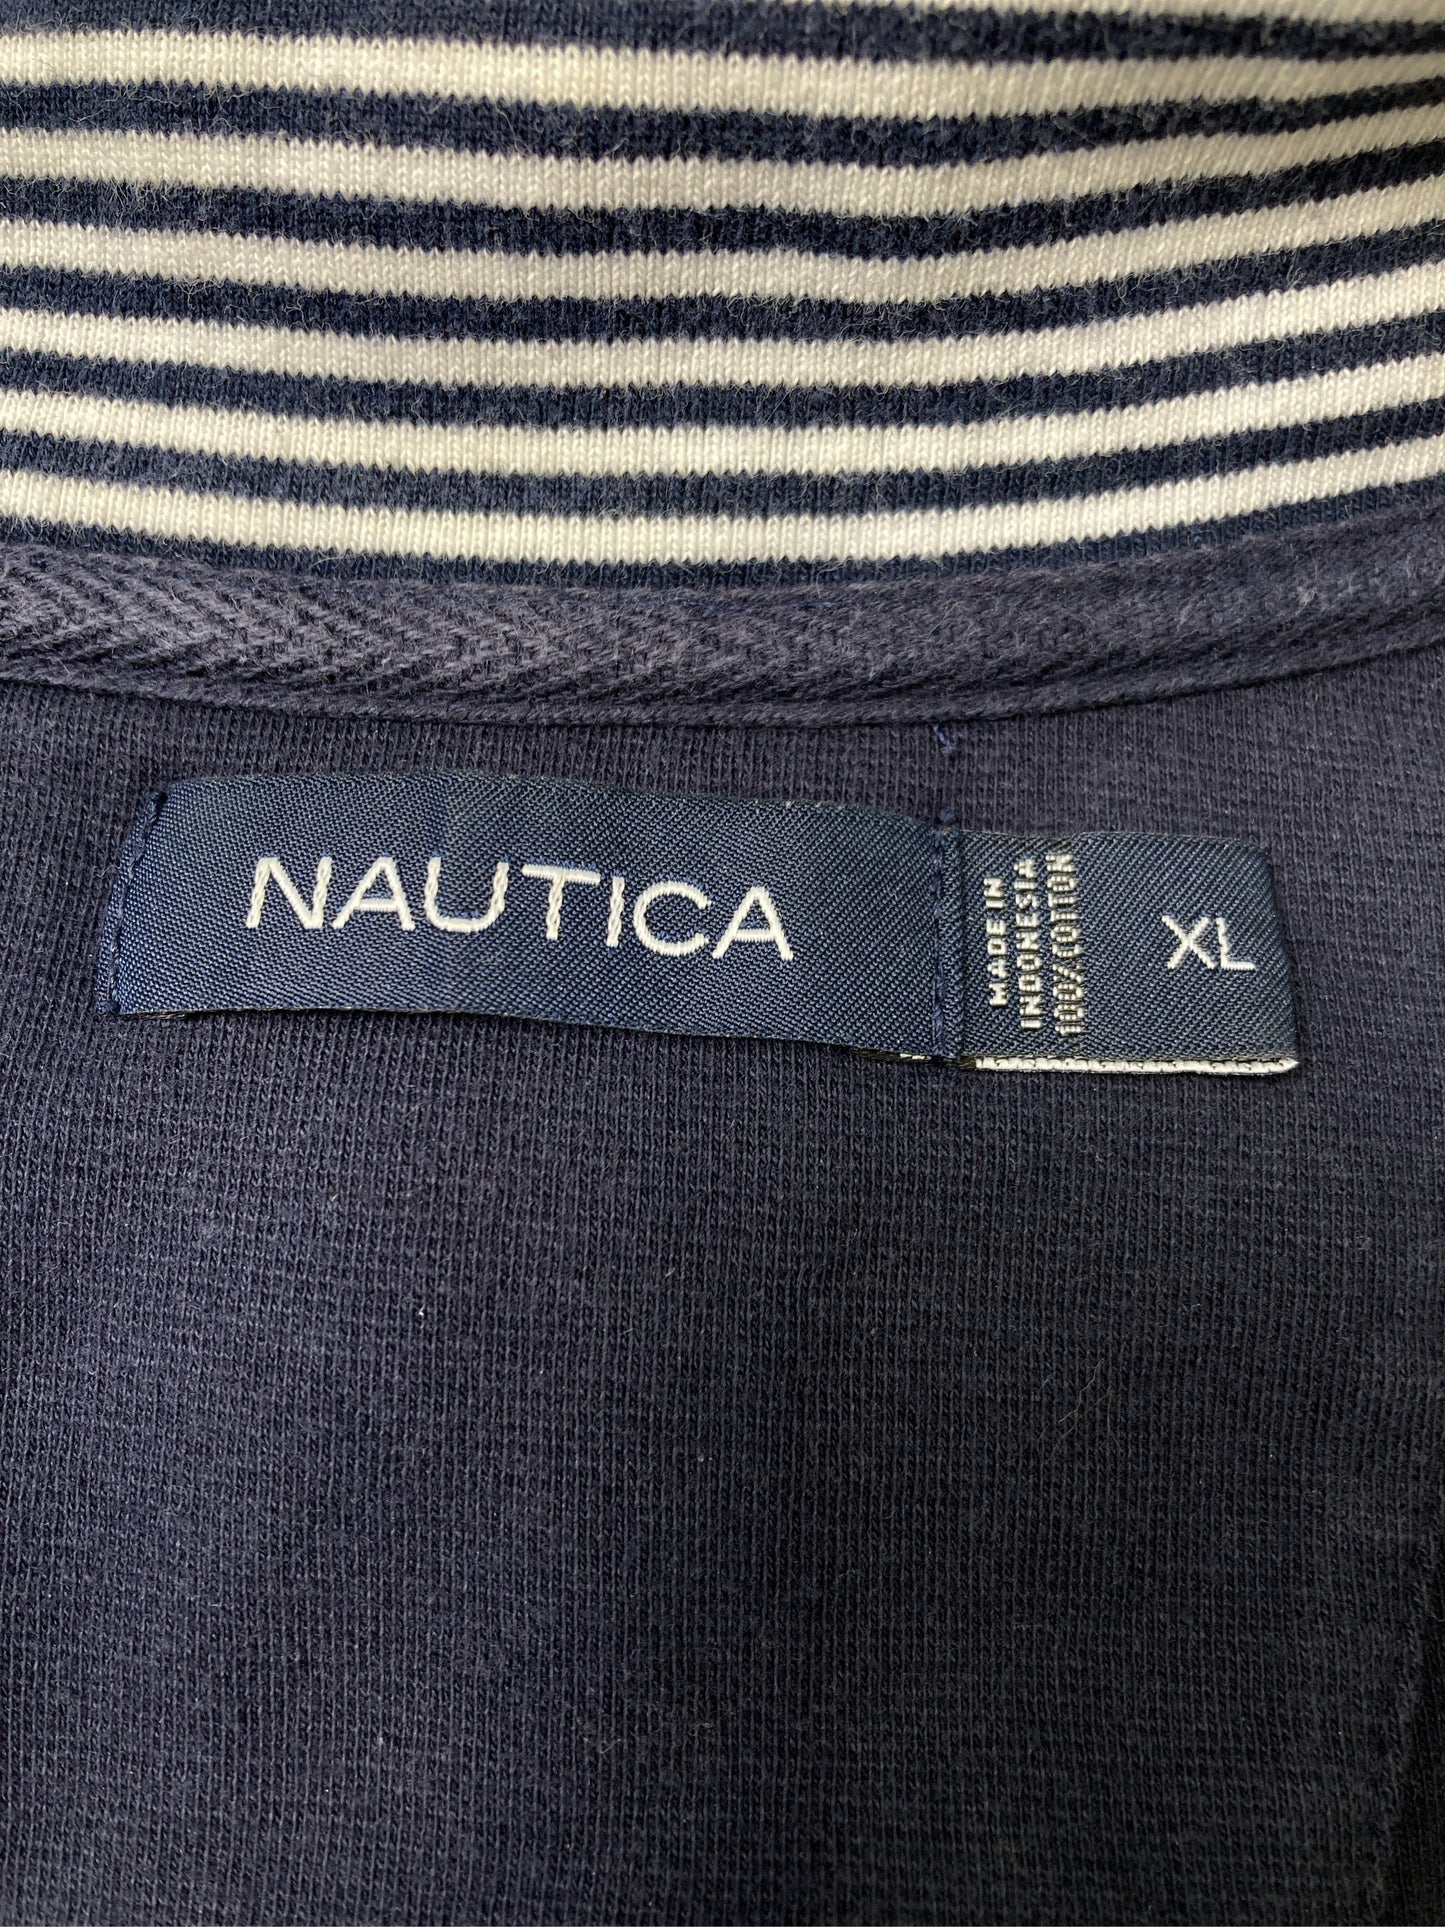 NAUTICA
MADE IN
INDONESIA
100% COTTON
XL